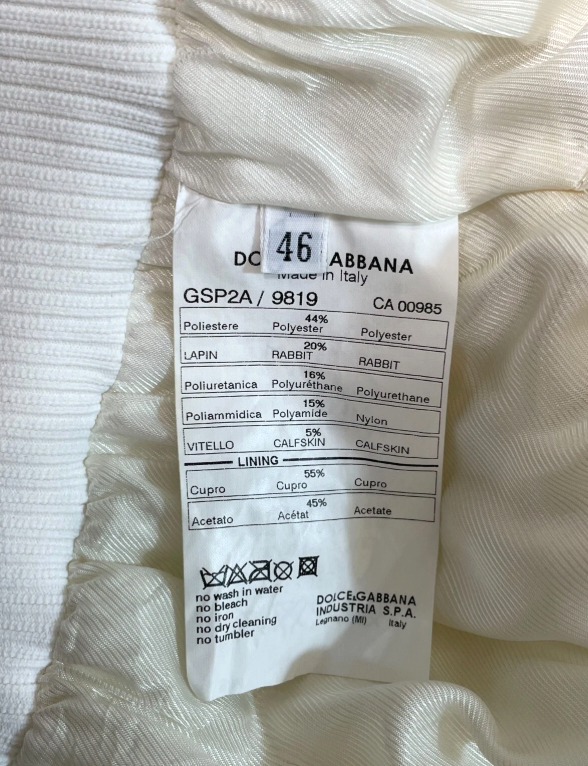 46
DO ABBANA
Made in Italy
GSP2A / 9819 CA 00985
44%
Poliestere Polyester Polyester
20%
LAPIN RABBIT RABBIT
16%
Poliuretanica Polyuréthane Polyurethane
15%
Poliammidica Polyamide Nylon
5%
VITELLO CALFSKIN CALFSKIN
LINING
55%
Cupro Cupro Cupro
45%
Acetato Acétat Acetate
no wash in water
no bleach
no iron
no dry cleaning
no tumbler
DOLCE&GABBANA
INDUSTRIA S.P.A.
Legnano (MI) Italy